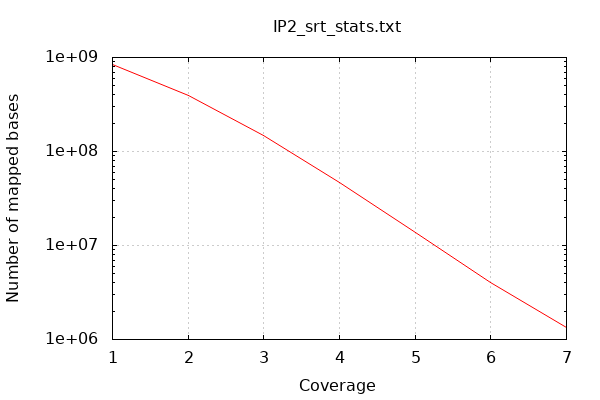 IP2_srt_stats.txt
1e+09
1e+08
1e+07
1e+06
Number of mapped bases
1 2 3 4 5 6 7
Coverage